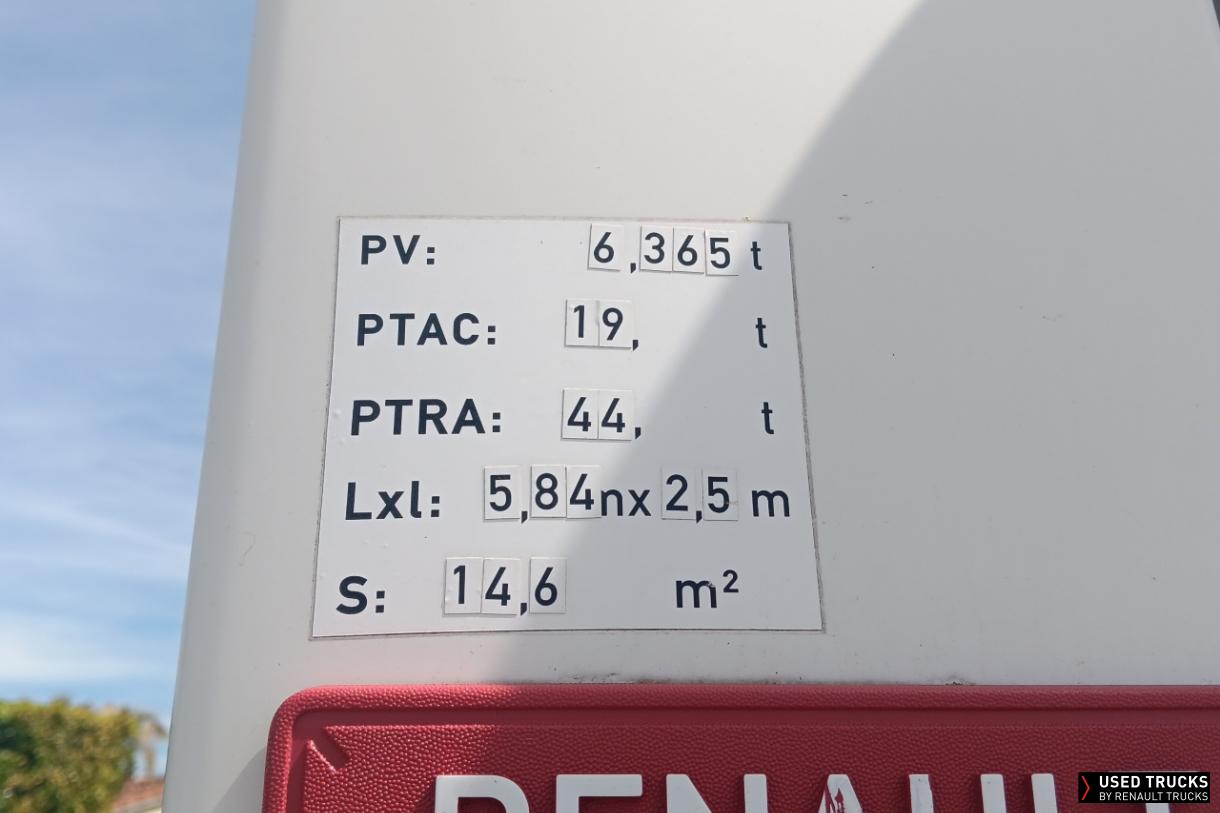 PV: 6,365 t
PTAC: 19, t
PTRA: 44, t
Lxl: 5,84nx 2,5 m
S: 14,6 m²
RENAULT
USED TRUCKS
BY RENAULT TRUCKS